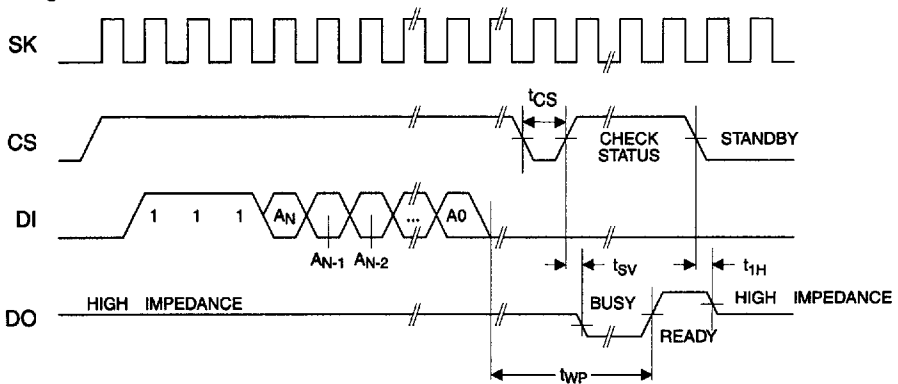 SK
tCS
CS
CHECK
STATUS
STANDBY
DI
1 1 1 AN ... A0
AN-1 AN-2
tSV
t1H
HIGH IMPEDANCE
BUSY
HIGH IMPEDANCE
DO
READY
tWP